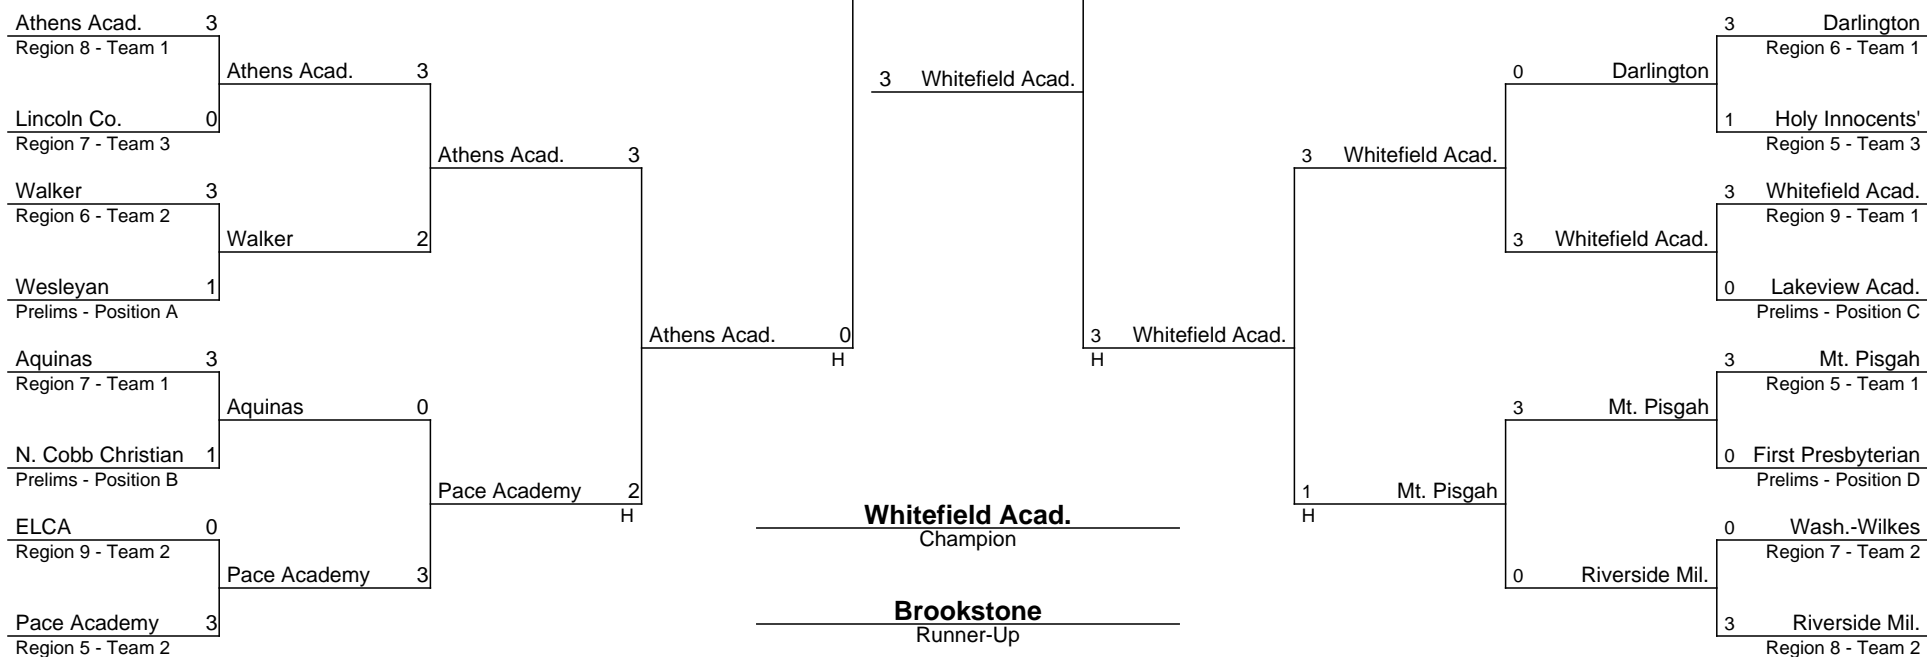 Athens Acad. 3
Region 8 - Team 1
Athens Acad. 3
Lincoln Co. 0
Region 7 - Team 3
Athens Acad. 3
Walker 3
Region 6 - Team 2
Walker 2
Wesleyan 1
Prelims - Position A
Athens Acad. 0
H
Aquinas 3
Region 7 - Team 1
Aquinas 0
N. Cobb Christian 1
Prelims - Position B
Pace Academy 2
H
ELCA 0
Region 9 - Team 2
Pace Academy 3
Pace Academy 3
Region 5 - Team 2
3 Whitefield Acad.
Whitefield Acad.
Champion
Brookstone
Runner-Up
3 Darlington
Region 6 - Team 1
0 Darlington
1 Holy Innocents'
Region 5 - Team 3
3 Whitefield Acad.
3 Whitefield Acad.
Region 9 - Team 1
3 Whitefield Acad.
0 Lakeview Acad.
Prelims - Position C
3 Whitefield Acad.
H
3 Mt. Pisgah
Region 5 - Team 1
3 Mt. Pisgah
0 First Presbyterian
Prelims - Position D
1 Mt. Pisgah
H
0 Wash.-Wilkes
Region 7 - Team 2
0 Riverside Mil.
3 Riverside Mil.
Region 8 - Team 2